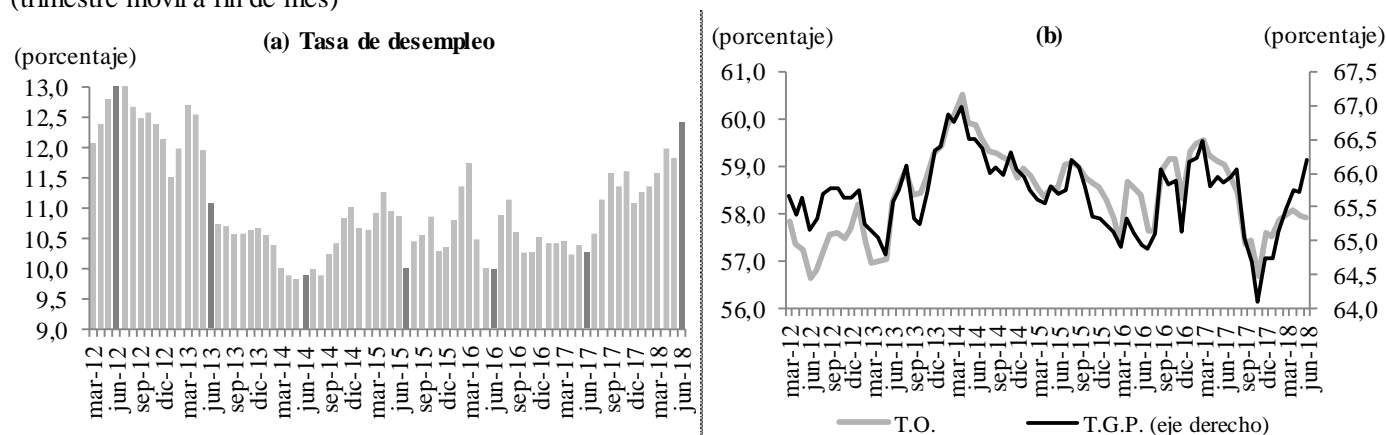 (trimestre móvil a fin de mes)
(a) Tasa de desempleo
(porcentaje)
13,0
12,5
12,0
11,5
11,0
10,5
10,0
9,5
9,0
mar-12
jun-12
sep-12
dic-12
mar-13
jun-13
sep-13
dic-13
mar-14
jun-14
sep-14
dic-14
mar-15
jun-15
sep-15
dic-15
mar-16
jun-16
sep-16
dic-16
mar-17
jun-17
sep-17
dic-17
mar-18
jun-18
(b)
(porcentaje)
(porcentaje)
61,0
60,0
59,0
58,0
57,0
56,0
67,5
67,0
66,5
66,0
65,5
65,0
64,5
64,0
mar-12
jun-12
sep-12
dic-12
mar-13
jun-13
sep-13
dic-13
mar-14
jun-14
sep-14
dic-14
mar-15
jun-15
sep-15
dic-15
mar-16
jun-16
sep-16
dic-16
mar-17
jun-17
sep-17
dic-17
mar-18
jun-18
T.O.
T.G.P. (eje derecho)